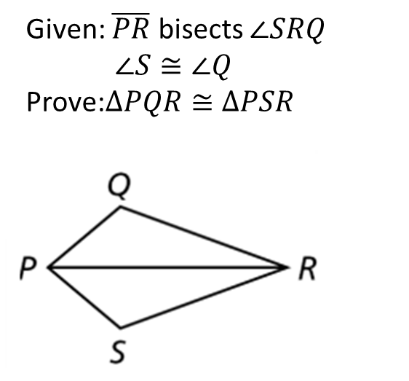 Given: PR bisects ∠SRQ
∠S ≅ ∠Q
Prove:ΔPQR ≅ ΔPSR
Q
P
R
S